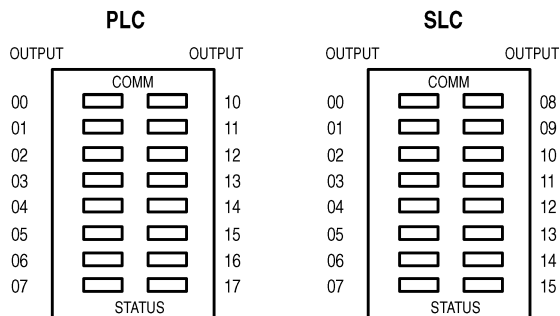 PLC SLC
OUTPUT OUTPUT OUTPUT OUTPUT
COMM COMM
00 10 00 08
01 11 01 09
02 12 02 10
03 13 03 11
04 14 04 12
05 15 05 13
06 16 06 14
07 17 07 15
STATUS STATUS